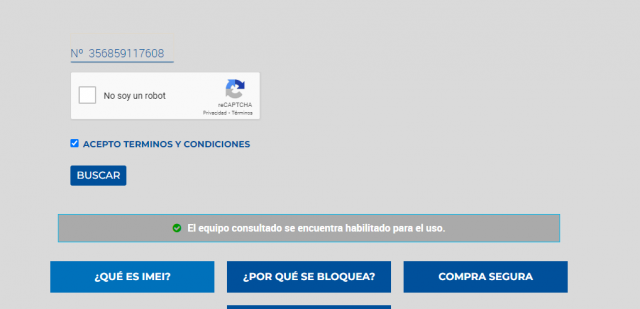 Nº 356859117608
No soy un robot
reCAPTCHA
Privacidad - Términos
ACEPTO TERMINOS Y CONDICIONES
BUSCAR
El equipo consultado se encuentra habilitado para el uso.
¿QUÉ ES IMEI? ¿POR QUÉ SE BLOQUEA? COMPRA SEGURA